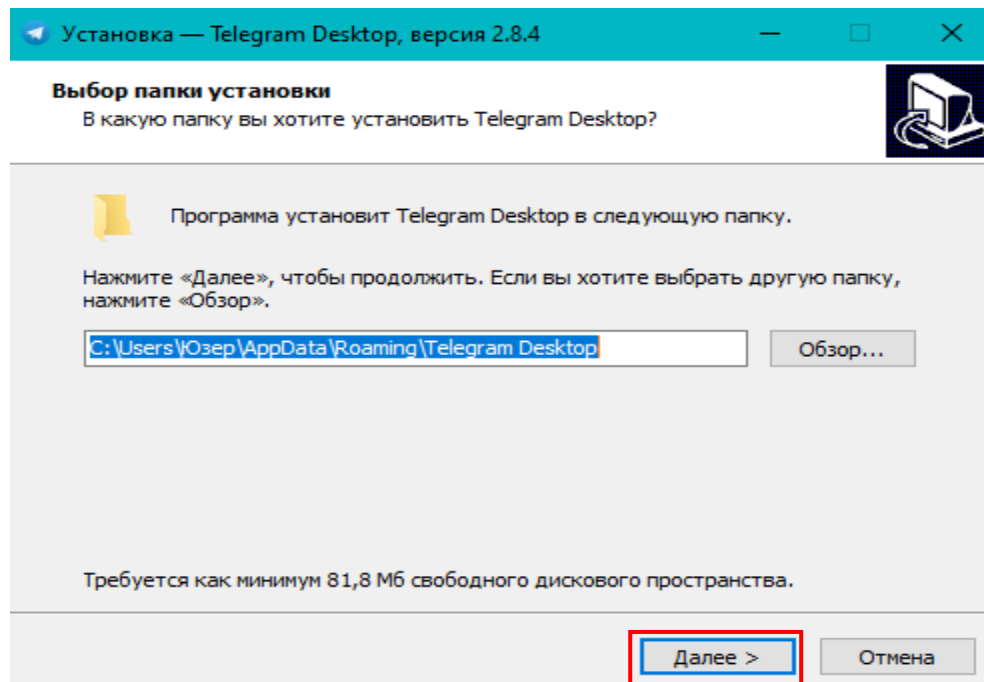 Установка — Telegram Desktop, версия 2.8.4
Выбор папки установки
В какую папку вы хотите установить Telegram Desktop?
Программа установит Telegram Desktop в следующую папку.
Нажмите «Далее», чтобы продолжить. Если вы хотите выбрать другую папку,
нажмите «Обзор».
C:\Users\Юзер\AppData\Roaming\Telegram Desktop
Обзор...
Требуется как минимум 81,8 Мб свободного дискового пространства.
Далее >
Отмена